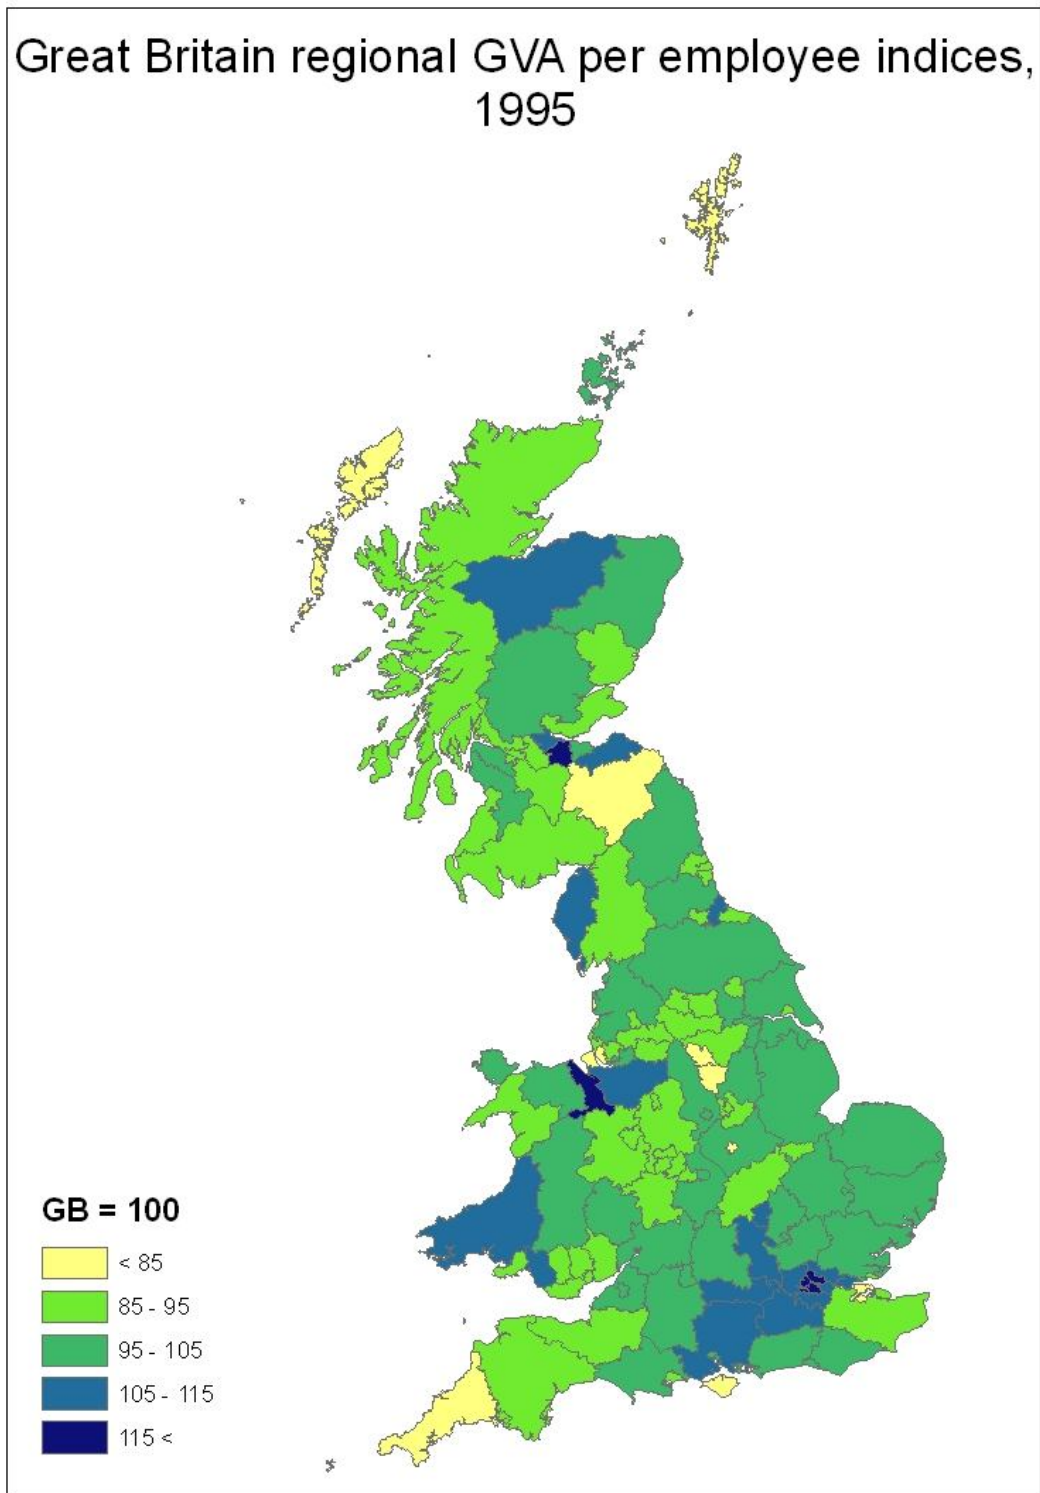 Great Britain regional GVA per employee indices,
1995
GB = 100
< 85
85 - 95
95 - 105
105 - 115
115 <